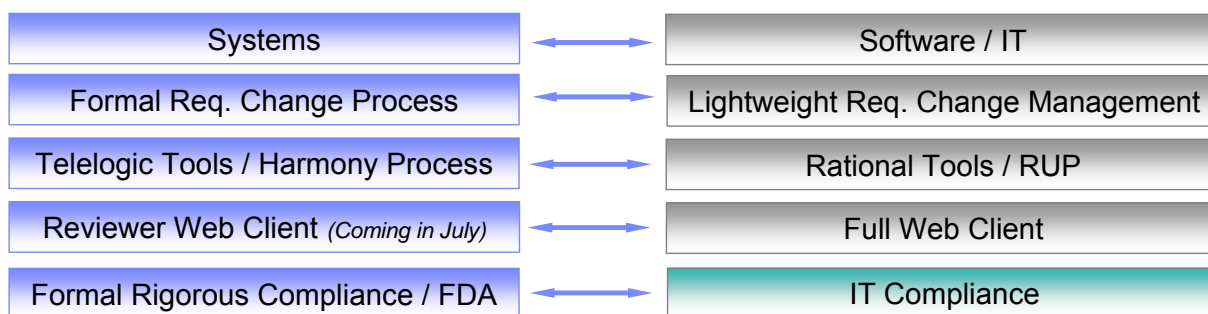 Systems
Software / IT
Formal Req. Change Process
Lightweight Req. Change Management
Telelogic Tools / Harmony Process
Rational Tools / RUP
Reviewer Web Client (Coming in July)
Full Web Client
Formal Rigorous Compliance / FDA
IT Compliance